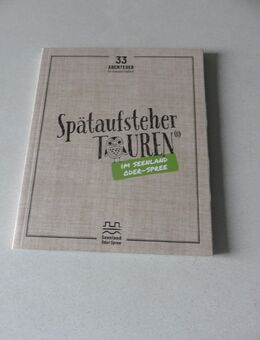 33
ABENTEUER
Spätaufsteher
TOUREN®
IM SEENLAND
ODER-SPREE
Seenland
Oder-Spree